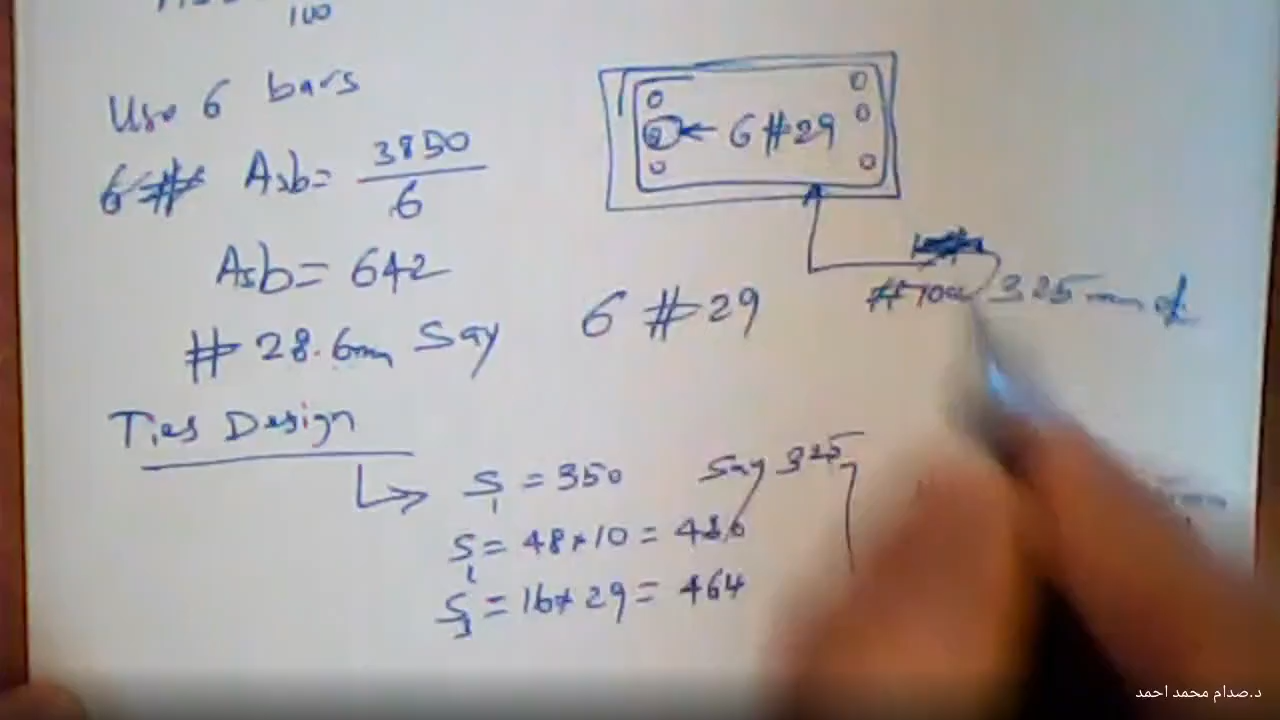 100
Use 6 bars
6# Asb = 3850 / 6
Asb = 642
# 28.6mm Say 6 #29
6 #29
#10@ 325 mm
Ties Design
S1 = 350 Say 325
S2 = 48*10 = 480
S3 = 16*29 = 464
د.صدام محمد احمد